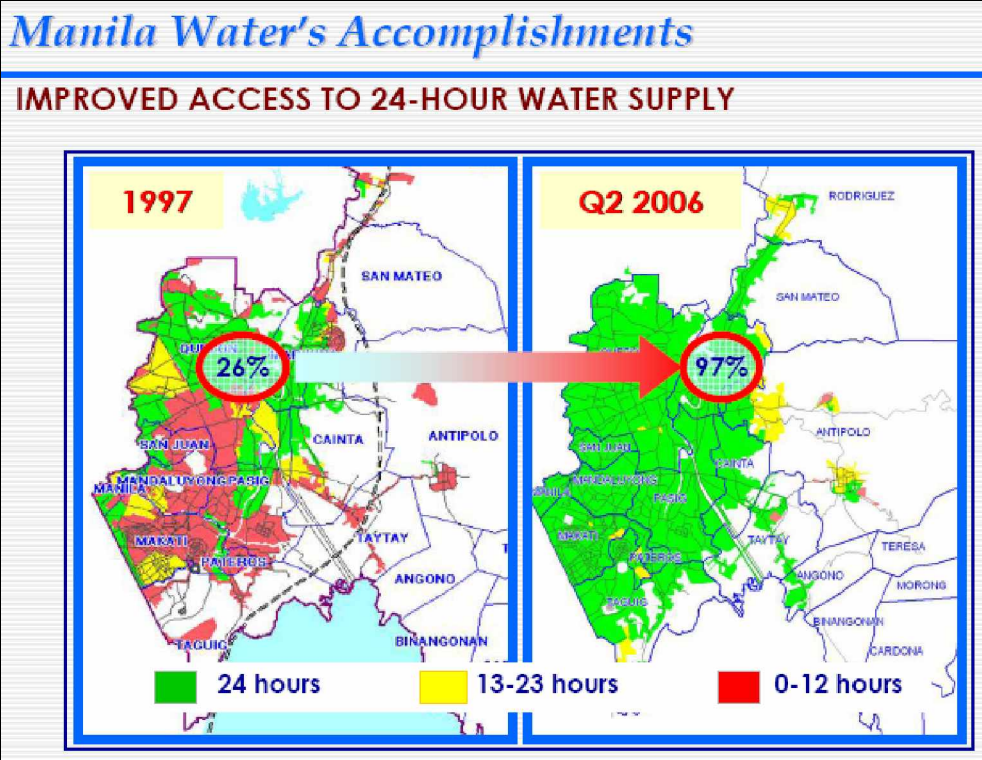 Manila Water's Accomplishments
IMPROVED ACCESS TO 24-HOUR WATER SUPPLY
1997
SAN MATEO
26%
SAN JUAN
CAINTA
ANTIPOLO
MANDALUYONG
PASIG
MANILA
MAKATI
PATEROS
TAYTAY
ANGONO
TAGUIG
BINANGONAN
Q2 2006
RODRIGUEZ
SAN MATEO
97%
ANTIPOLO
SAN JUAN
CAINTA
MANDALUYONG
MANILA
PASIG
MAKATI
PATEROS
TAYTAY
TERESA
ANGONO
MORONG
TAGUIG
BINANGONAN
CARDONA
24 hours
13-23 hours
0-12 hours